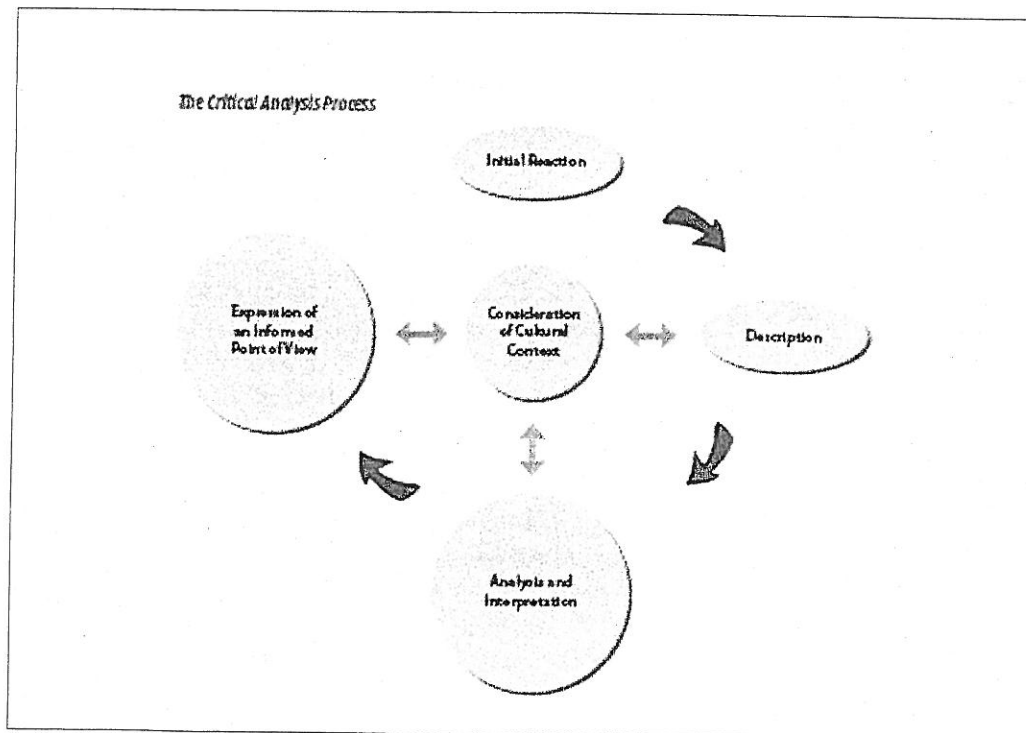 The Critical Analysis Process
Initial Reaction
Expression of
an Informed
Point of View
Consideration
of Cultural
Context
Description
Analysis and
Interpretation